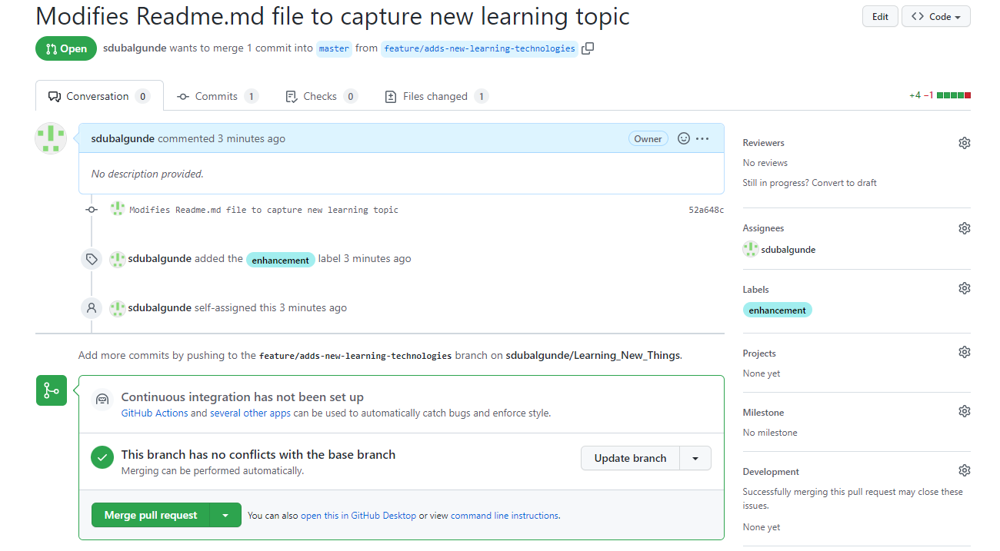 Modifies Readme.md file to capture new learning topic
Edit
Code
Open
sdubalgunde wants to merge 1 commit into master from feature/adds-new-learning-technologies
Conversation 0
Commits 1
Checks 0
Files changed 1
+4 −1
sdubalgunde commented 3 minutes ago
Owner
No description provided.
Modifies Readme.md file to capture new learning topic
52a648c
sdubalgunde added the enhancement label 3 minutes ago
sdubalgunde self-assigned this 3 minutes ago
Add more commits by pushing to the feature/adds-new-learning-technologies branch on sdubalgunde/Learning_New_Things.
Continuous integration has not been set up
GitHub Actions and several other apps can be used to automatically catch bugs and enforce style.
This branch has no conflicts with the base branch
Merging can be performed automatically.
Update branch
Merge pull request
You can also open this in GitHub Desktop or view command line instructions.
Reviewers
No reviews
Still in progress? Convert to draft
Assignees
sdubalgunde
Labels
enhancement
Projects
None yet
Milestone
No milestone
Development
Successfully merging this pull request may close these
issues.
None yet